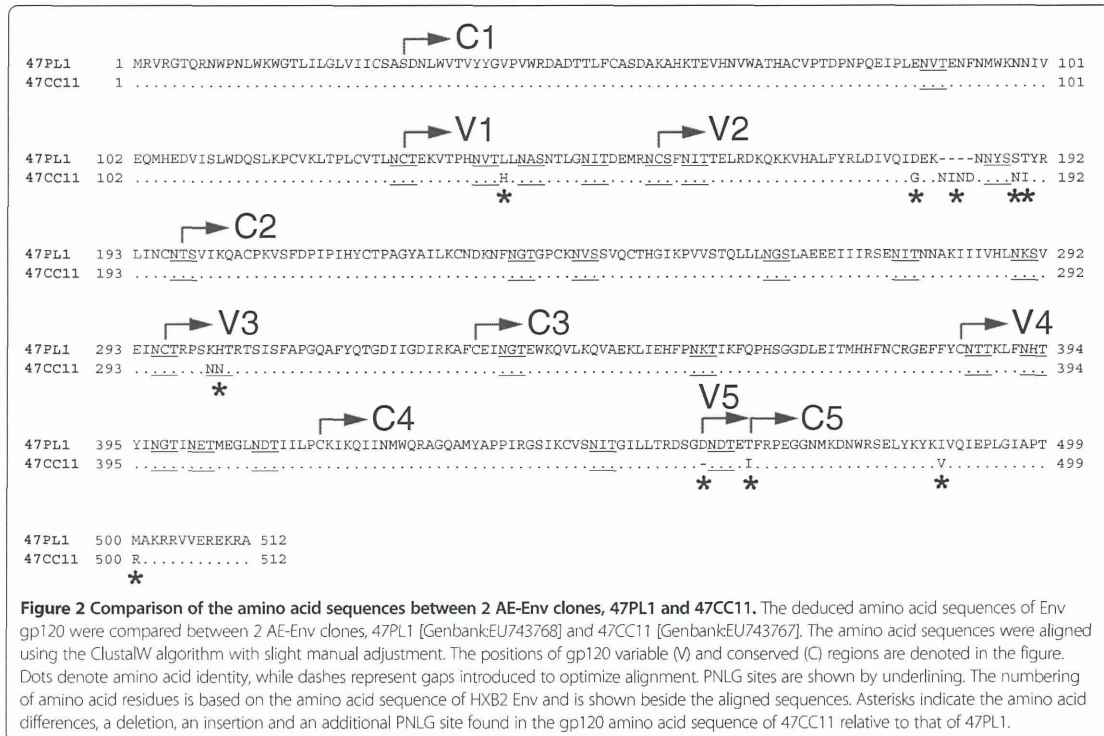 C1
47PL1 1 MRVRGTQRNWPNLWKWGTLILGLVIICSASDNLWVTVYYGVPVWRDADTTLFCASDAKAHKTEVHNVWATHACVPTDPNPQEIPLENVTENFNMWKNNIV 101
47CC11 1 .................................................................................................... 101
V1 V2
47PL1 102 EQMHEDVISLWDQSLKPCVKLTPLCVTLNCTEKVTPHNVTLLNASNTLGNITDEMRNCSFNITTELRDKQKKVHALFYRLDIVQIDEK----NNYSSTYR 192
47CC11 102 .......................................H............................................G..NIND....NI.. 192
* * * **
C2
47PL1 193 LINCNTSVIKQACPKVSFDPIPIHYCTPAGYAILKCNDKNFNGTGPCKNVSSVQCTHGIKPVVSTQLLLNGSLAEEEIIIRSENITNNAKIIIVHLNKSV 292
47CC11 193 .................................................................................................... 292
V3 C3 V4
47PL1 293 EINCTRPSKHTRTSISFAPGQAFYQTGDIIGDIRKAFCEINGTEWKQVLKQVAEKLIEHFPNKTIKFQPHSGGDLEITMHHFNCRGEFFYCNTTKLFNHT 394
47CC11 293 ........NN.......................................................................................... 394
*
C4 V5 C5
47PL1 395 YINGTINETMEGLNDTIILPCKIKQIINMWQRAGQAMYAPPIRGSIKCVSNITGILLTRDSGDNDTETFRPEGGNMKDNWRSELYKYKIVQIEPLGIAPT 499
47CC11 395 ..............................................................-....I...................V........... 499
* * *
47PL1 500 MAKRRVVEREKRA 512
47CC11 500 R............ 512
*
Figure 2 Comparison of the amino acid sequences between 2 AE-Env clones, 47PL1 and 47CC11. The deduced amino acid sequences of Env
gp120 were compared between 2 AE-Env clones, 47PL1 [Genbank:EU743768] and 47CC11 [Genbank:EU743767]. The amino acid sequences were aligned
using the ClustalW algorithm with slight manual adjustment. The positions of gp120 variable (V) and conserved (C) regions are denoted in the figure.
Dots denote amino acid identity, while dashes represent gaps introduced to optimize alignment. PNLG sites are shown by underlining. The numbering
of amino acid residues is based on the amino acid sequence of HXB2 Env and is shown beside the aligned sequences. Asterisks indicate the amino acid
differences, a deletion, an insertion and an additional PNLG site found in the gp120 amino acid sequence of 47CC11 relative to that of 47PL1.